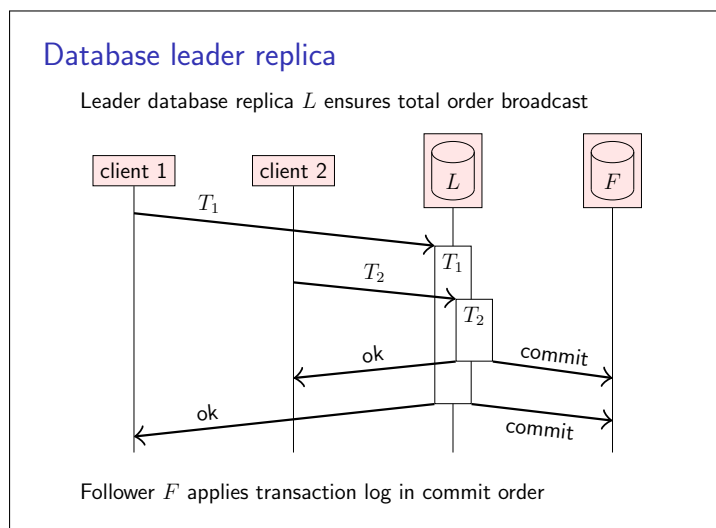 Database leader replica
Leader database replica L ensures total order broadcast
client 1
client 2
L
F
T₁
T₁
T₂
T₂
ok
commit
ok
commit
Follower F applies transaction log in commit order